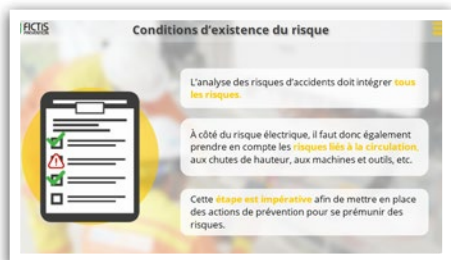 FICTIS
Conditions d’existence du risque
L’analyse des risques d’accidents doit intégrer tous
les risques.
À côté du risque électrique, il faut donc également
prendre en compte les risques liés à la circulation,
aux chutes de hauteur, aux machines et outils, etc.
Cette étape est impérative afin de mettre en place
des actions de prévention pour se prémunir des
risques.